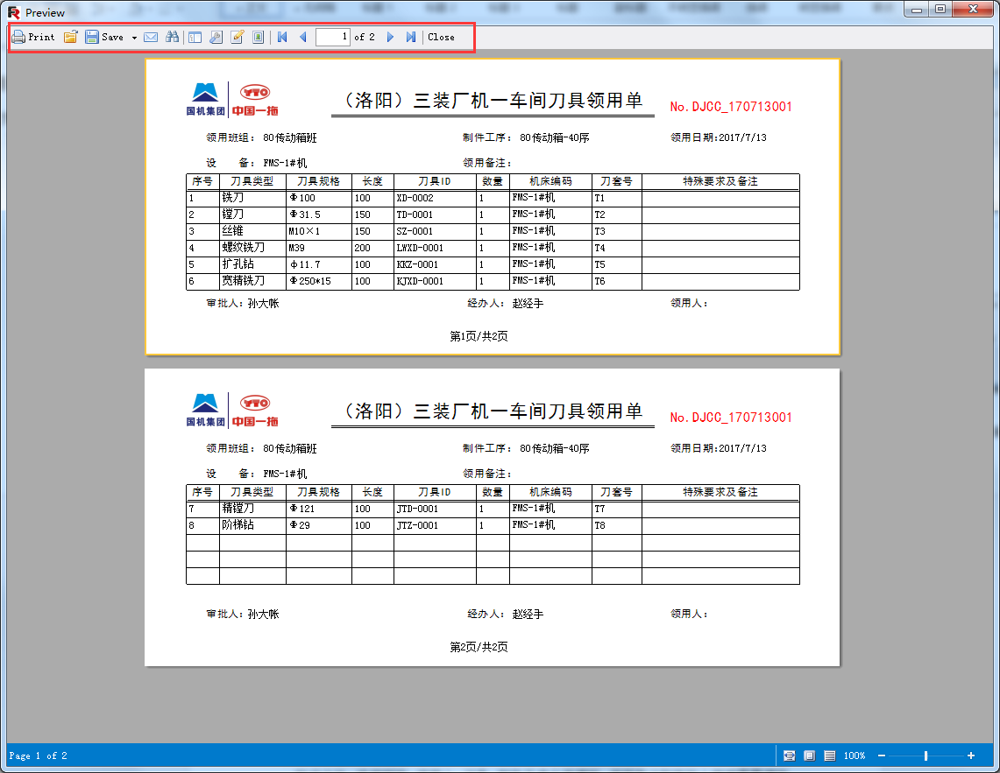 Preview
Print Save 1 of 2 Close
国机集团 YTO 中国一拖 （洛阳）三装厂机一车间刀具领用单 No.DJCC_170713001
领用班组： 80传动箱班 制件工序： 80传动箱-40序 领用日期:2017/7/13
设 备： FMS-1#机 领用备注：
序号 刀具类型 刀具规格 长度 刀具ID 数量 机床编码 刀套号 特殊要求及备注
1 铣刀 Φ100 100 XD-0002 1 FMS-1#机 T1
2 镗刀 Φ31.5 150 TD-0001 1 FMS-1#机 T2
3 丝锥 M10×1 150 SZ-0001 1 FMS-1#机 T3
4 螺纹铣刀 M39 200 LWXD-0001 1 FMS-1#机 T4
5 扩孔钻 φ11.7 100 KKZ-0001 1 FMS-1#机 T5
6 宽精铣刀 Φ250*15 100 KJXD-0001 1 FMS-1#机 T6
审批人：孙大帐 经办人： 赵经手 领用人：
第1页/共2页
国机集团 YTO 中国一拖 （洛阳）三装厂机一车间刀具领用单 No.DJCC_170713001
领用班组： 80传动箱班 制件工序： 80传动箱-40序 领用日期:2017/7/13
设 备： FMS-1#机 领用备注：
序号 刀具类型 刀具规格 长度 刀具ID 数量 机床编码 刀套号 特殊要求及备注
7 精镗刀 Φ121 100 JTD-0001 1 FMS-1#机 T7
8 阶梯钻 Φ29 100 JTZ-0001 1 FMS-1#机 T8
审批人：孙大帐 经办人： 赵经手 领用人：
第2页/共2页
Page 1 of 2 100%